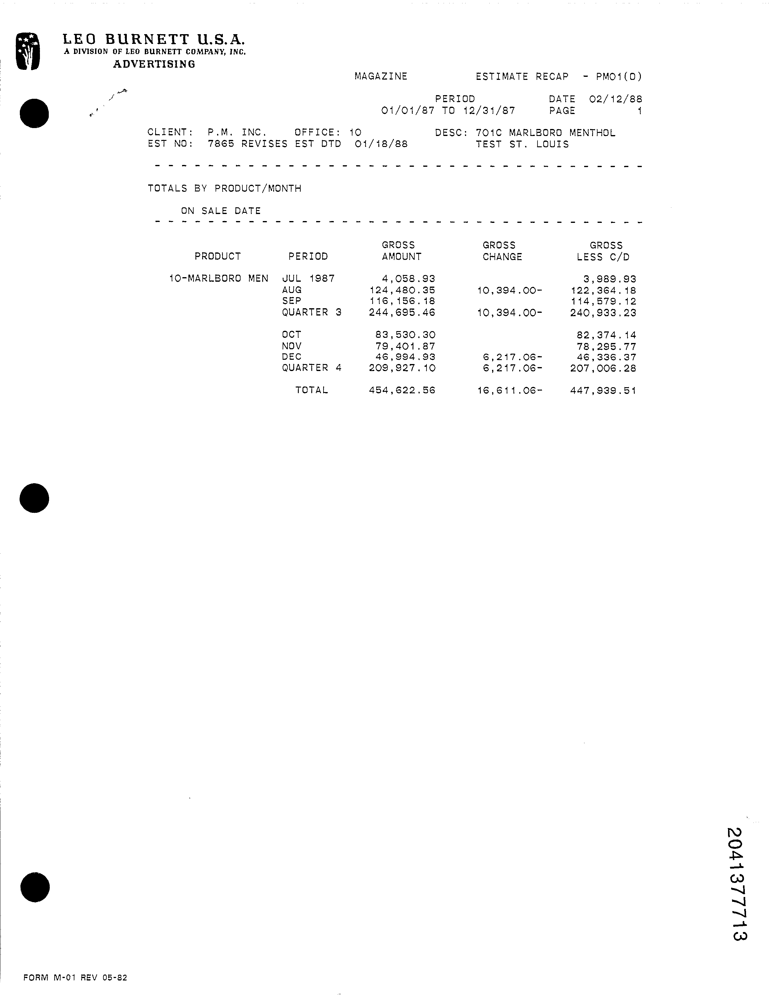 LEO BURNETT U.S.A.
A DIVISION OF LEO BURNETT COMPANY, INC.
ADVERTISING
MAGAZINE ESTIMATE RECAP - PM01(D)
PERIOD DATE 02/12/88
01/01/87 TO 12/31/87 PAGE 1
CLIENT: P.M. INC. OFFICE: 10 DESC: 701C MARLBORO MENTHOL
EST NO: 7865 REVISES EST DTD 01/18/88 TEST ST. LOUIS
- - - - - - - - - - - - - - - - - - - - - - - - - - - - - - - - - - - - -
TOTALS BY PRODUCT/MONTH
ON SALE DATE
- - - - - - - - - - - - - - - - - - - - - - - - - - - - - - - - - - - - -
GROSS GROSS GROSS
PRODUCT PERIOD AMOUNT CHANGE LESS C/D
10-MARLBORO MEN JUL 1987 4,058.93 3,989.93
AUG 124,480.35 10,394.00- 122,364.18
SEP 116,156.18 114,579.12
QUARTER 3 244,695.46 10,394.00- 240,933.23
OCT 83,530.30 82,374.14
NOV 79,401.87 78,295.77
DEC 46,994.93 6,217.06- 46,336.37
QUARTER 4 209,927.10 6,217.06- 207,006.28
TOTAL 454,622.56 16,611.06- 447,939.51
2041377713
FORM M-01 REV 05-82